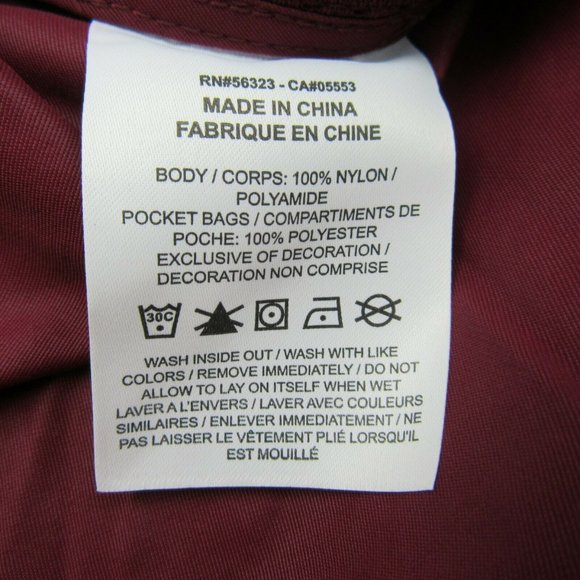 RN#56323 - CA#05553
MADE IN CHINA
FABRIQUE EN CHINE
BODY / CORPS: 100% NYLON /
POLYAMIDE
POCKET BAGS / COMPARTIMENTS DE
POCHE: 100% POLYESTER
EXCLUSIVE OF DECORATION /
DECORATION NON COMPRISE
30C
WASH INSIDE OUT / WASH WITH LIKE
COLORS / REMOVE IMMEDIATELY / DO NOT
ALLOW TO LAY ON ITSELF WHEN WET
LAVER A L'ENVERS / LAVER AVEC COULEURS
SIMILAIRES / ENLEVER IMMEDIATEMENT / NE
PAS LAISSER LE VÊTEMENT PLIÉ LORSQU'IL
EST MOUILLÉ